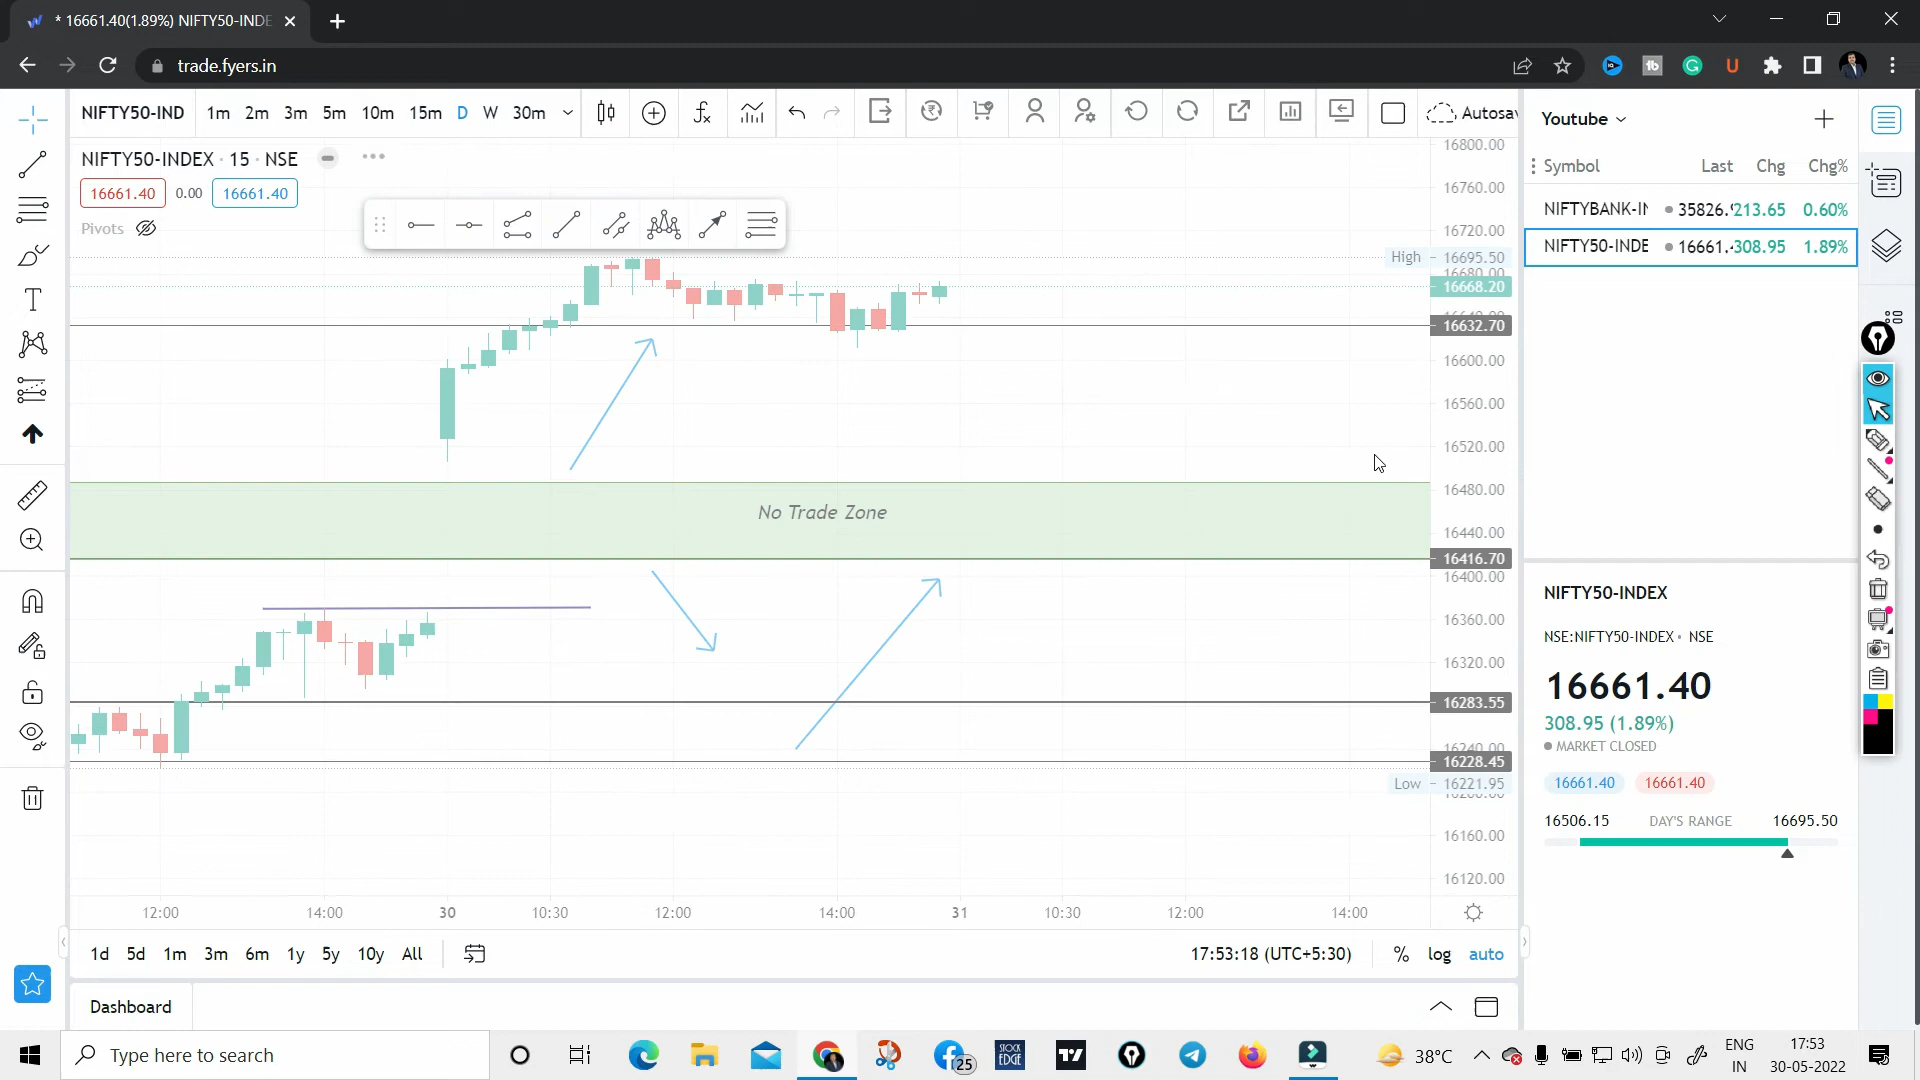 * 16661.40(1.89%) NIFTY50-INDE
trade.fyers.in
NIFTY50-IND 1m 2m 3m 5m 10m 15m D W 30m Autosav
NIFTY50-INDEX · 15 · NSE
16661.40 0.00 16661.40
Pivots
No Trade Zone
16800.00
16760.00
16720.00
High 16695.50
16680.00
16668.20
16632.70
16600.00
16560.00
16520.00
16480.00
16440.00
16416.70
16400.00
16360.00
16320.00
16283.55
16240.00
16228.45
Low 16221.95
16160.00
16120.00
12:00 14:00 30 10:30 12:00 14:00 31 10:30 12:00 14:00
1d 5d 1m 3m 6m 1y 5y 10y All 17:53:18 (UTC+5:30) % log auto
Dashboard
Youtube
Symbol Last Chg Chg%
NIFTYBANK-IN 35826. 213.65 0.60%
NIFTY50-INDE 16661. 308.95 1.89%
NIFTY50-INDEX
NSE:NIFTY50-INDEX • NSE
16661.40
308.95 (1.89%)
MARKET CLOSED
16661.40 16661.40
16506.15 DAY'S RANGE 16695.50
Type here to search
25
STOCK EDGE
38°C
ENG
IN
17:53
30-05-2022